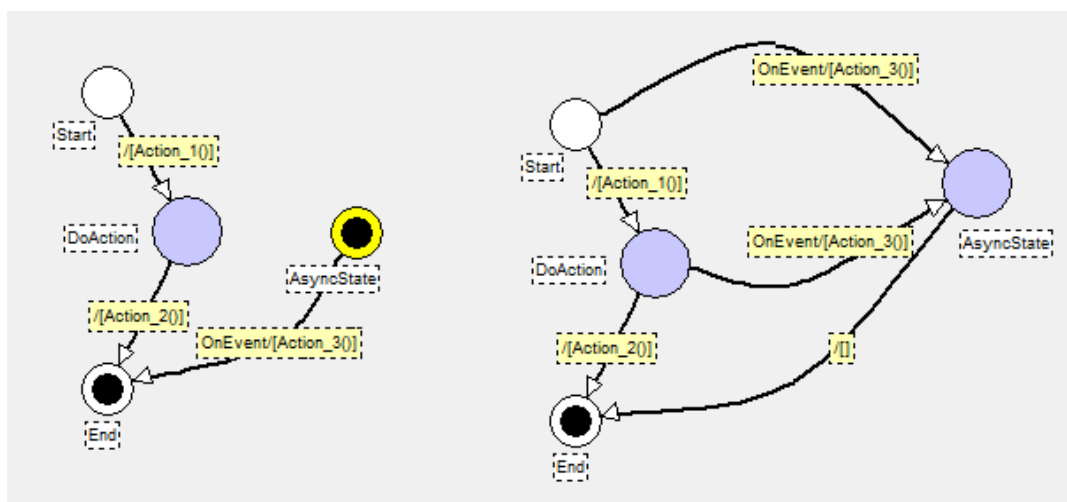 Start
/[Action_1()]
DoAction
AsyncState
/[Action_2()]
OnEvent/[Action_3()]
End
OnEvent/[Action_3()]
Start
/[Action_1()]
OnEvent/[Action_3()]
AsyncState
DoAction
/[Action_2()]
/[]
End